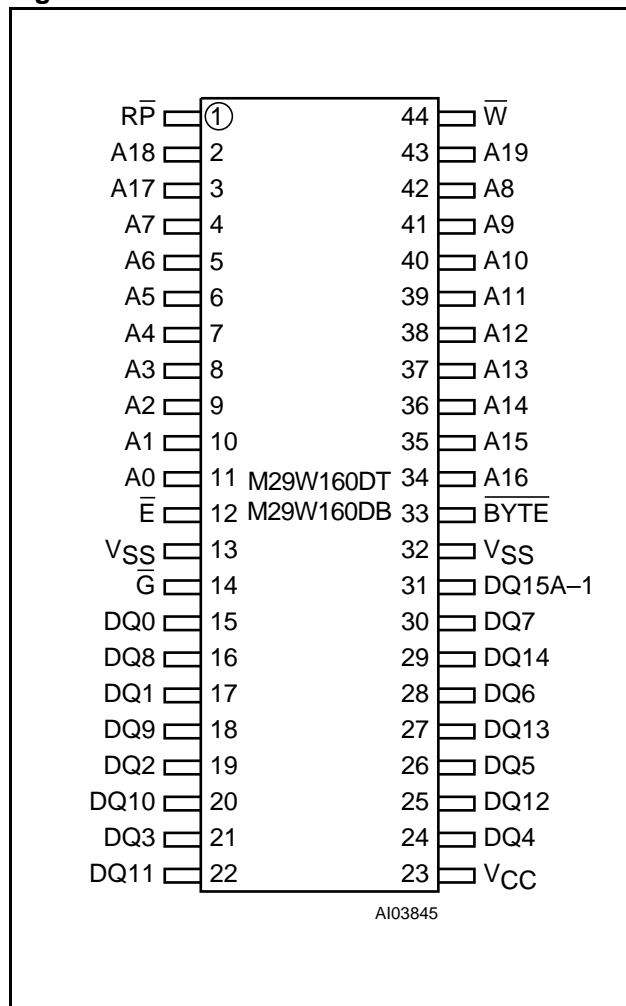 RP̅ 1 44 W̅
A18 2 43 A19
A17 3 42 A8
A7 4 41 A9
A6 5 40 A10
A5 6 39 A11
A4 7 38 A12
A3 8 37 A13
A2 9 36 A14
A1 10 35 A15
A0 11 M29W160DT 34 A16
E̅ 12 M29W160DB 33 B̅Y̅T̅E̅
VSS 13 32 VSS
G̅ 14 31 DQ15A–1
DQ0 15 30 DQ7
DQ8 16 29 DQ14
DQ1 17 28 DQ6
DQ9 18 27 DQ13
DQ2 19 26 DQ5
DQ10 20 25 DQ12
DQ3 21 24 DQ4
DQ11 22 23 VCC
AI03845